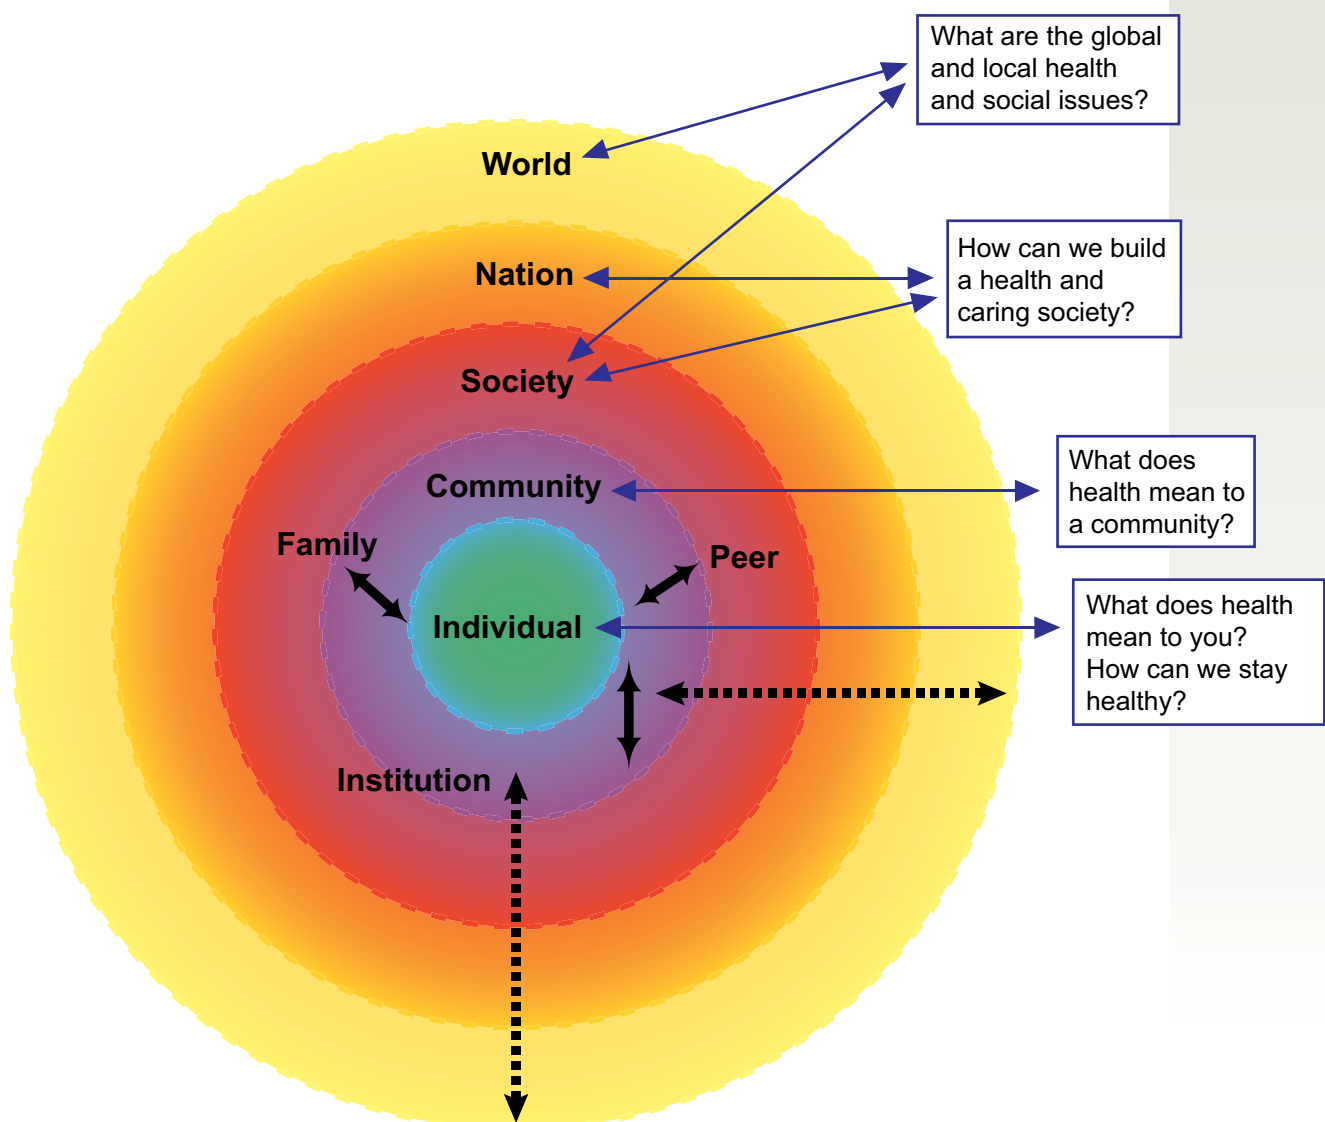 What are the global
and local health
and social issues?
World
How can we build
a health and
caring society?
Nation
Society
What does
health mean to
a community?
Community
Family
Peer
What does health
mean to you?
How can we stay
healthy?
Individual
Institution